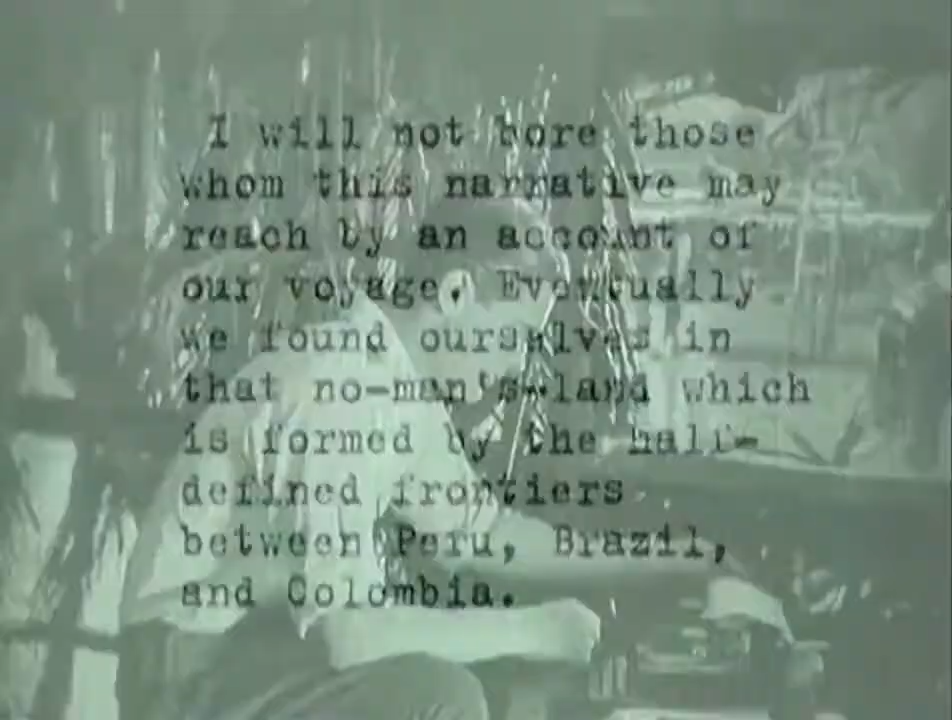 I will not bore those
whom this narrative may
reach by an account of
our voyage. Eventually
we found ourselves in
that no-man's-land which
is formed by the half-
defined frontiers
between Peru, Brazil,
and Colombia.